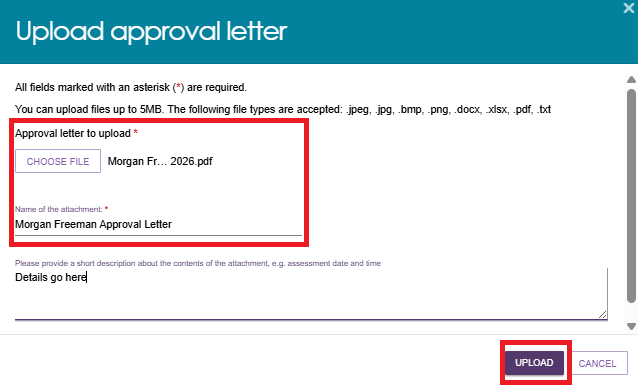 Upload approval letter
All fields marked with an asterisk (*) are required.
You can upload files up to 5MB. The following file types are accepted: .jpeg, .jpg, .bmp, .png, .docx, .xlsx, .pdf, .txt
Approval letter to upload *
CHOOSE FILE Morgan Fr... 2026.pdf
Name of the attachment: *
Morgan Freeman Approval Letter
Please provide a short description about the contents of the attachment, e.g. assessment date and time
Details go here
UPLOAD CANCEL